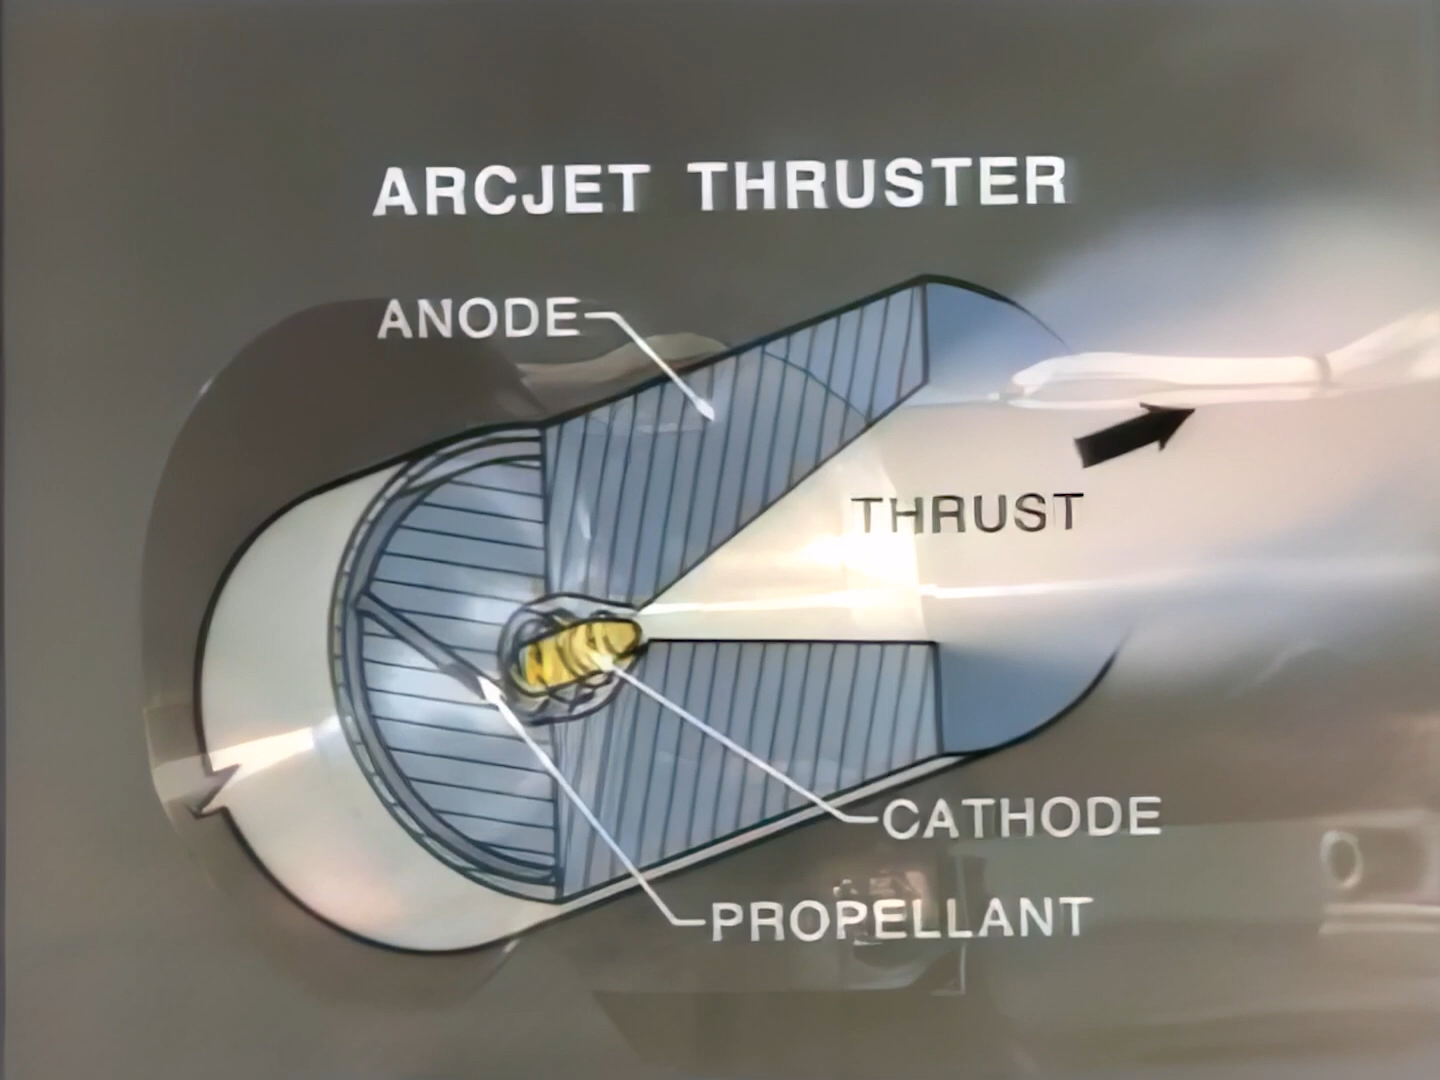 ARCJET THRUSTER
ANODE
THRUST
CATHODE
PROPELLANT